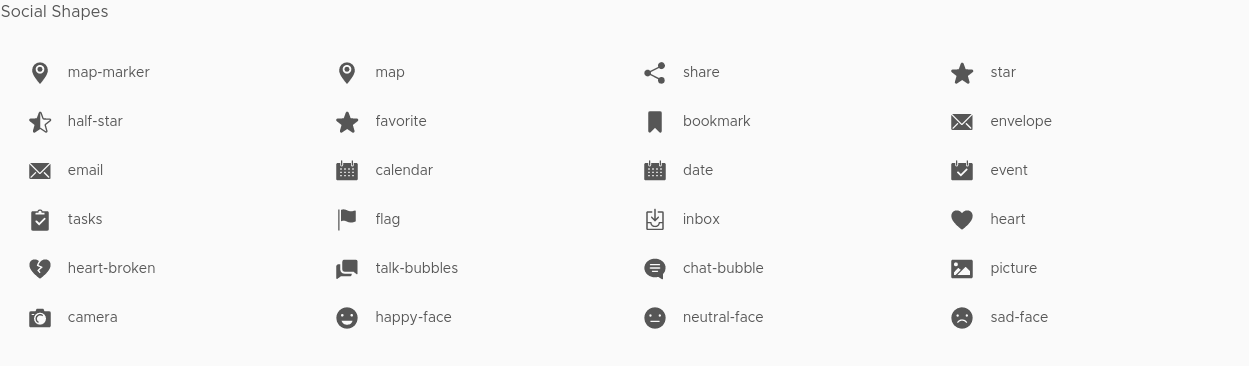 Social Shapes
map-marker map share star
half-star favorite bookmark envelope
email calendar date event
tasks flag inbox heart
heart-broken talk-bubbles chat-bubble picture
camera happy-face neutral-face sad-face